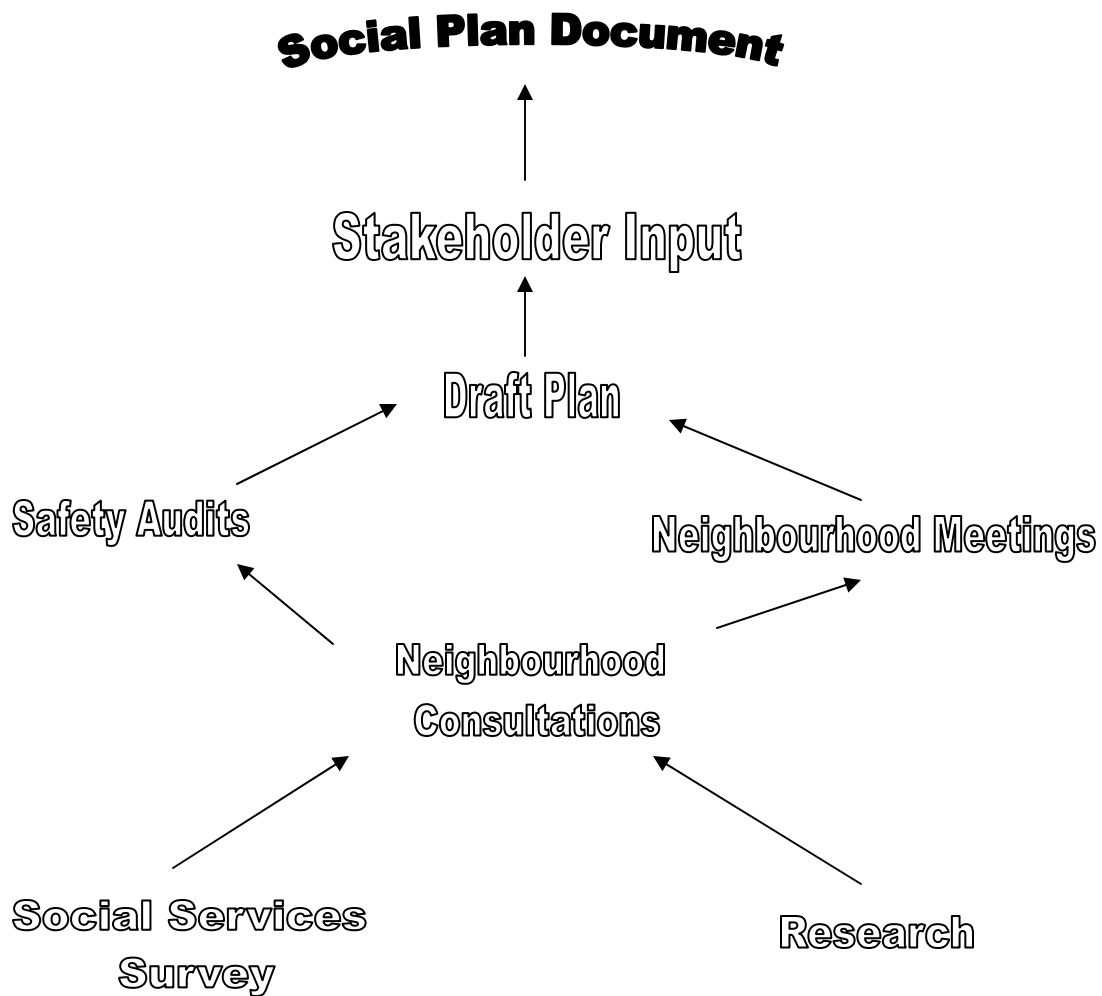 Social Plan Document
Stakeholder Input
Draft Plan
Safety Audits
Neighbourhood Meetings
Neighbourhood
Consultations
Social Services
Survey
Research